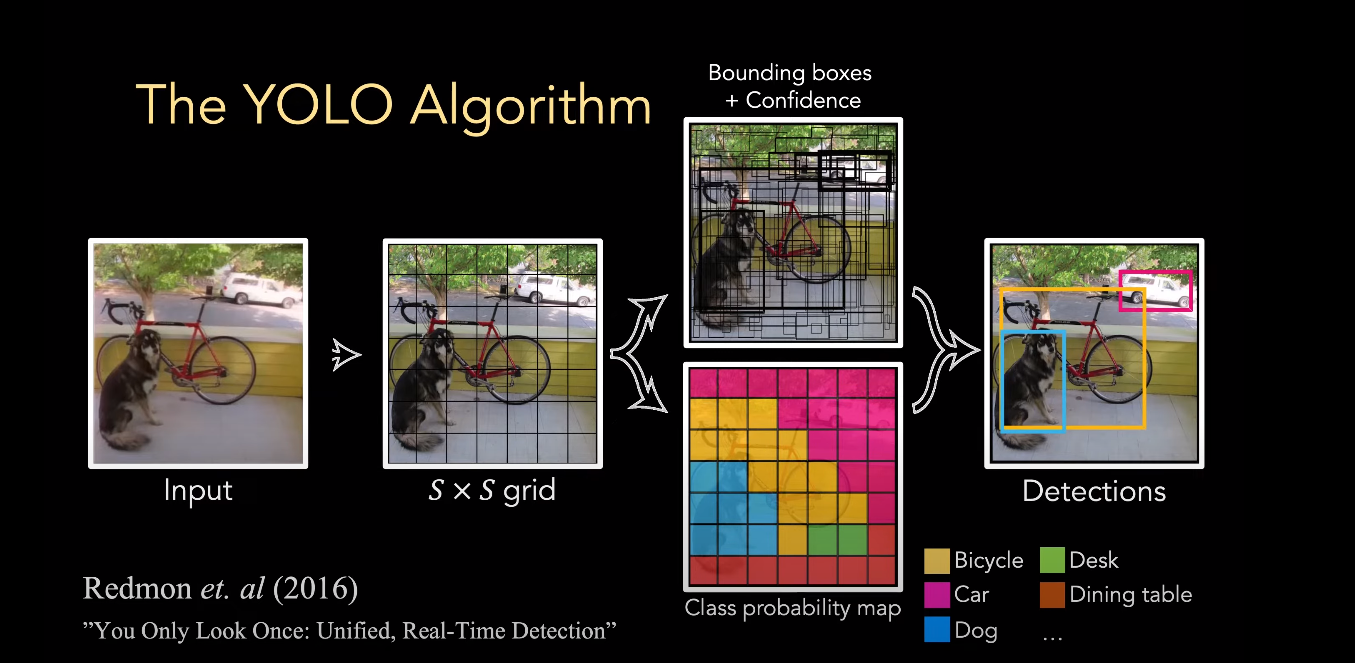 The YOLO Algorithm
Bounding boxes
+ Confidence
Input
S × S grid
Class probability map
Detections
Bicycle
Car
Dog
Desk
Dining table
...
Redmon et. al (2016)
”You Only Look Once: Unified, Real-Time Detection”